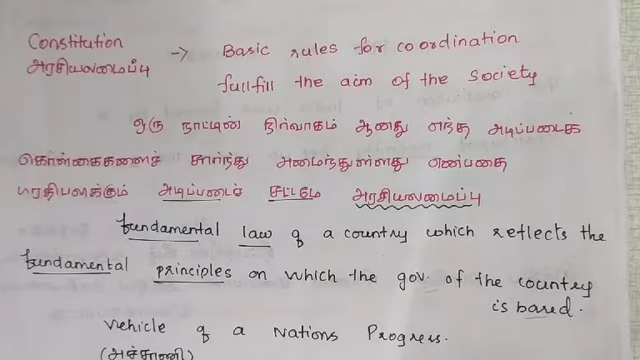 Constitution → Basic rules for coordination
அரசியலமைப்பு fullfill the aim of the Society
ஒரு நாட்டின் நிர்வாகம் ஆனது எந்த அடிப்படைக்
கொள்கைகளைச் சார்ந்து அமைந்துள்ளது என்பதை
பிரதிபலிக்கும் அடிப்படைச் சட்டமே அரசியலமைப்பு
fundamental law of a country which reflects the
fundamental principles on which the gov. of the country
is based.
vehicle of a Nations Progress.
(அச்சாணி)